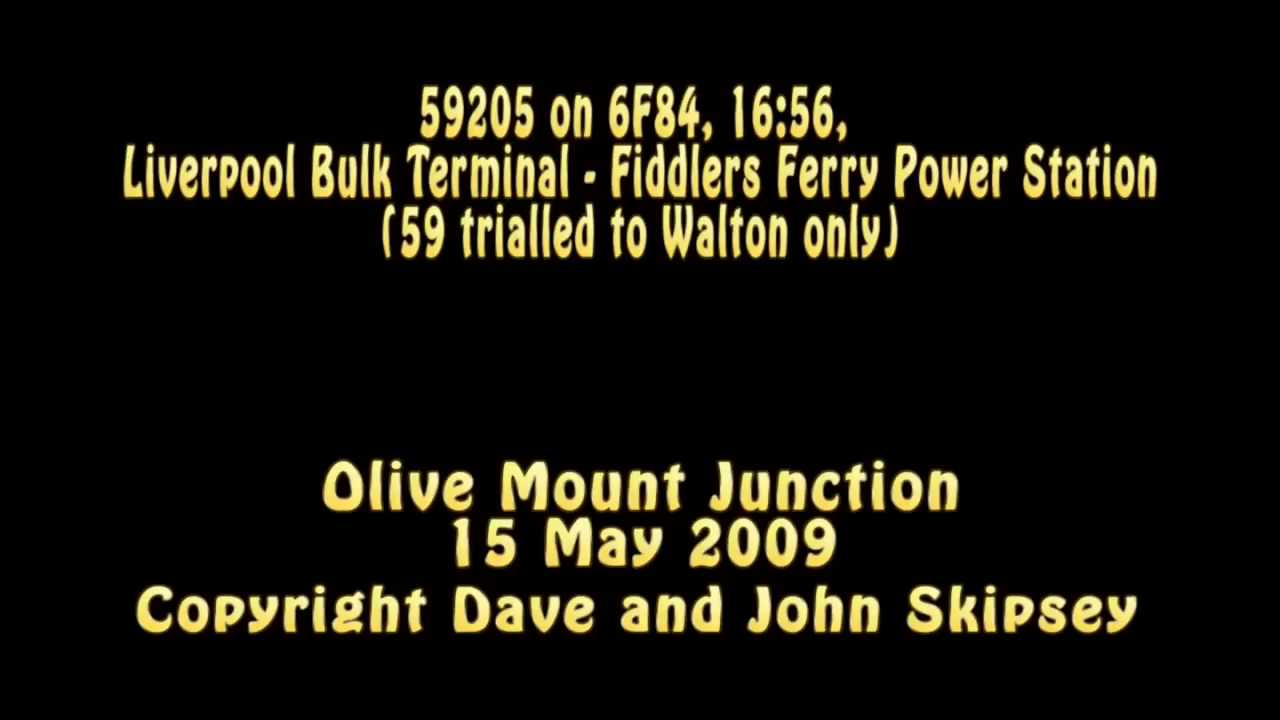 59205 on 6F84, 16:56,
Liverpool Bulk Terminal - Fiddlers Ferry Power Station
(59 trialled to Walton only)
Olive Mount Junction
15 May 2009
Copyright Dave and John Skipsey